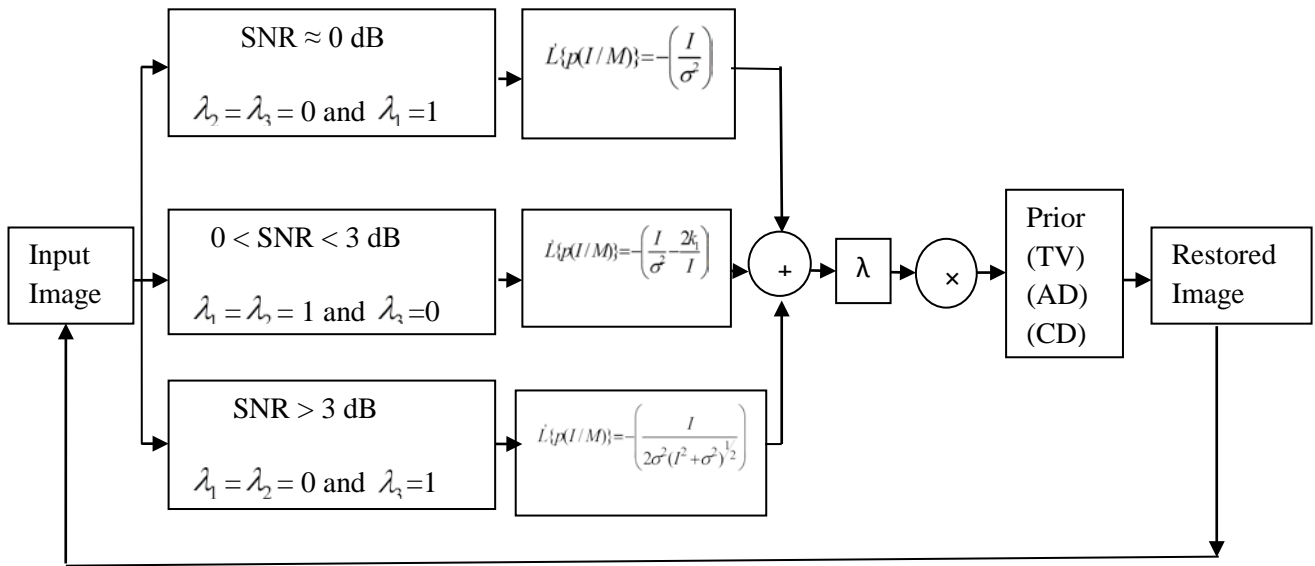 SNR ≈ 0 dB
λ₂ = λ₃ = 0 and λ₁ =1
L̇{p(I/M)}=-(I/σ²)
Input
Image
0 < SNR < 3 dB
λ₁ = λ₂ = 1 and λ₃ =0
L̇{p(I/M)}=-(I/σ² - 2k₁/I)
+
λ
×
Prior
(TV)
(AD)
(CD)
Restored
Image
SNR > 3 dB
λ₁ = λ₂ = 0 and λ₃ =1
L̇{p(I/M)}=-(I/2σ²(I²+σ²)^½)